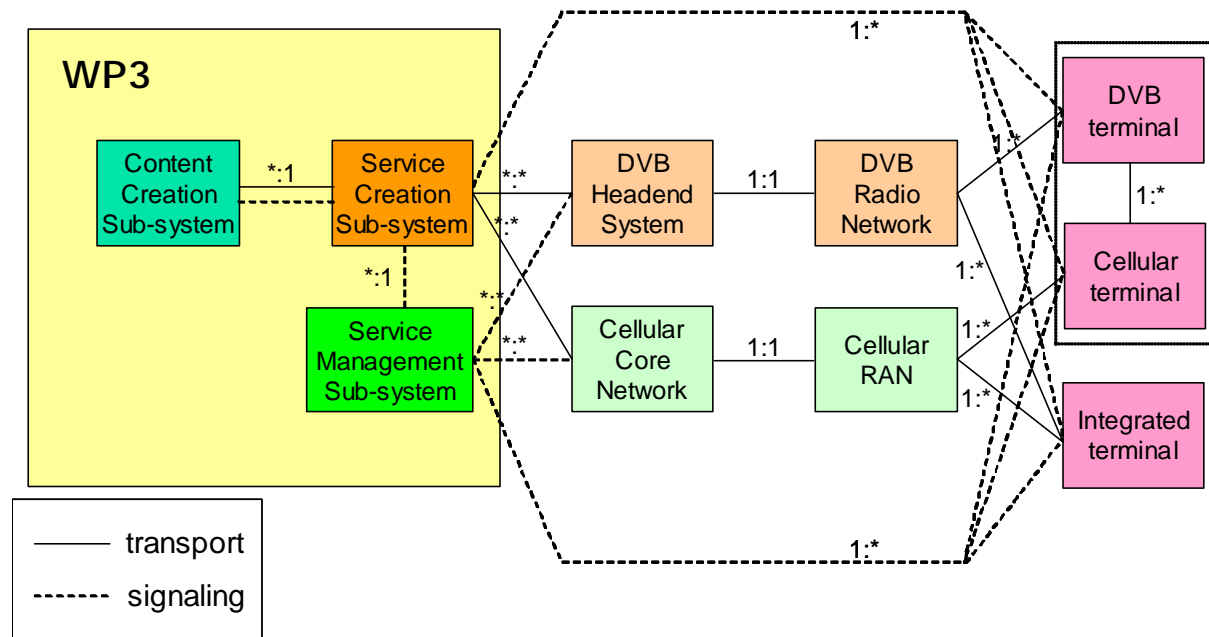 1:*
WP3
DVB
terminal
Content
Creation
Sub-system
*:1
Service
Creation
Sub-system
*:*
*:*
DVB
Headend
System
1:1
DVB
Radio
Network
1:*
1:*
*:1
*:*
1:*
Cellular
terminal
Service
Management
Sub-system
*:*
Cellular
Core
Network
1:1
Cellular
RAN
1:*
1:*
Integrated
terminal
transport
signaling
1:*